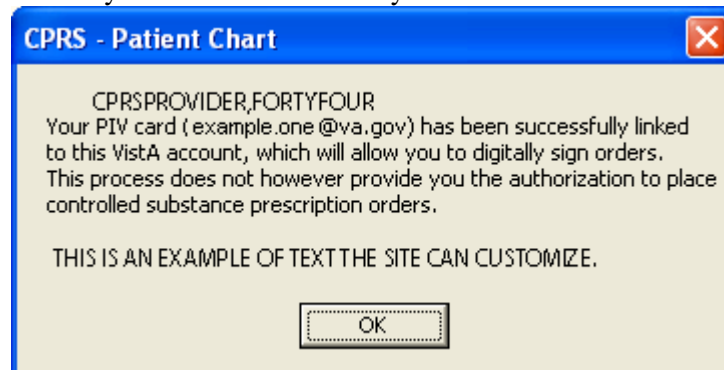 CPRS - Patient Chart
CPRSPROVIDER,FORTYFOUR
Your PIV card (example.one@va.gov) has been successfully linked
to this VistA account, which will allow you to digitally sign orders.
This process does not however provide you the authorization to place
controlled substance prescription orders.
THIS IS AN EXAMPLE OF TEXT THE SITE CAN CUSTOMIZE.
OK